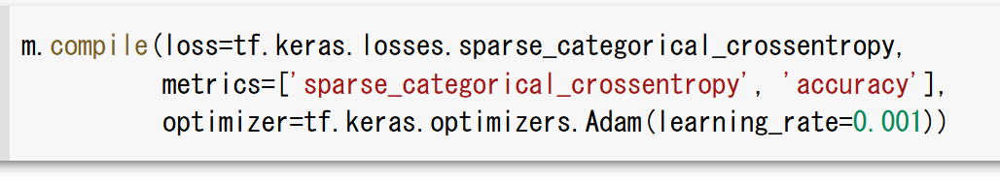 m.compile(loss=tf.keras.losses.sparse_categorical_crossentropy,
metrics=['sparse_categorical_crossentropy', 'accuracy'],
optimizer=tf.keras.optimizers.Adam(learning_rate=0.001))